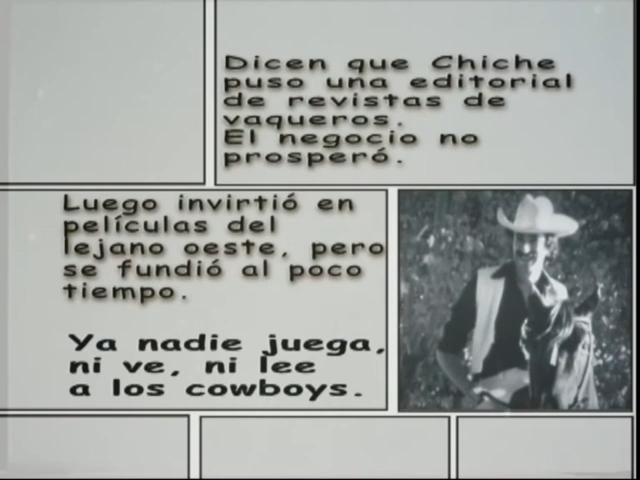 Dicen que Chiche
puso una editorial
de revistas de
vaqueros.
El negocio no
prosperó.
Luego invirtió en
películas del
lejano oeste, pero
se fundió al poco
tiempo.
Ya nadie juega,
ni ve, ni lee
a los cowboys.